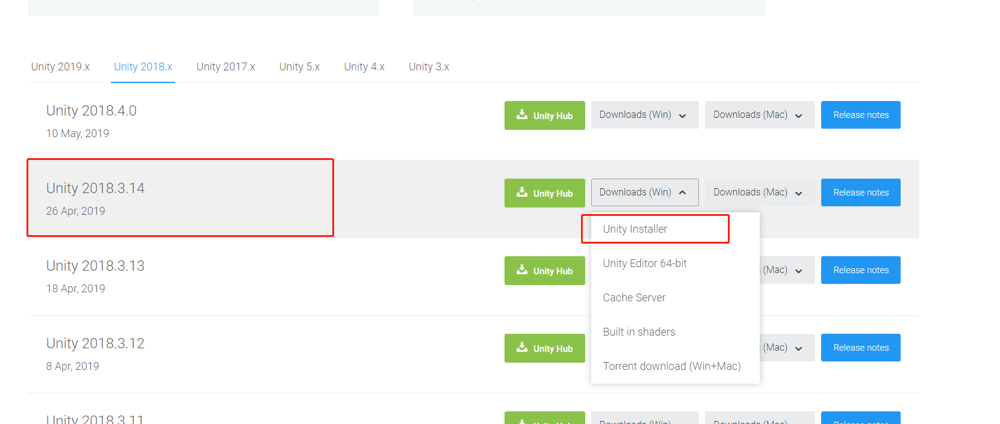 Unity 2019.x Unity 2018.x Unity 2017.x Unity 5.x Unity 4.x Unity 3.x
Unity 2018.4.0
10 May, 2019
Unity Hub Downloads (Win) Downloads (Mac) Release notes
Unity 2018.3.14
26 Apr, 2019
Unity Hub Downloads (Win) Downloads (Mac) Release notes
Unity Installer
Unity Editor 64-bit
Cache Server
Built in shaders
Torrent download (Win+Mac)
Unity 2018.3.13
18 Apr, 2019
Unity Hub (Mac) Release notes
Unity 2018.3.12
8 Apr, 2019
Unity Hub (Mac) Release notes
Unity 2018.3.11
Unity Hub Downloads (Win) Downloads (Mac) Release notes